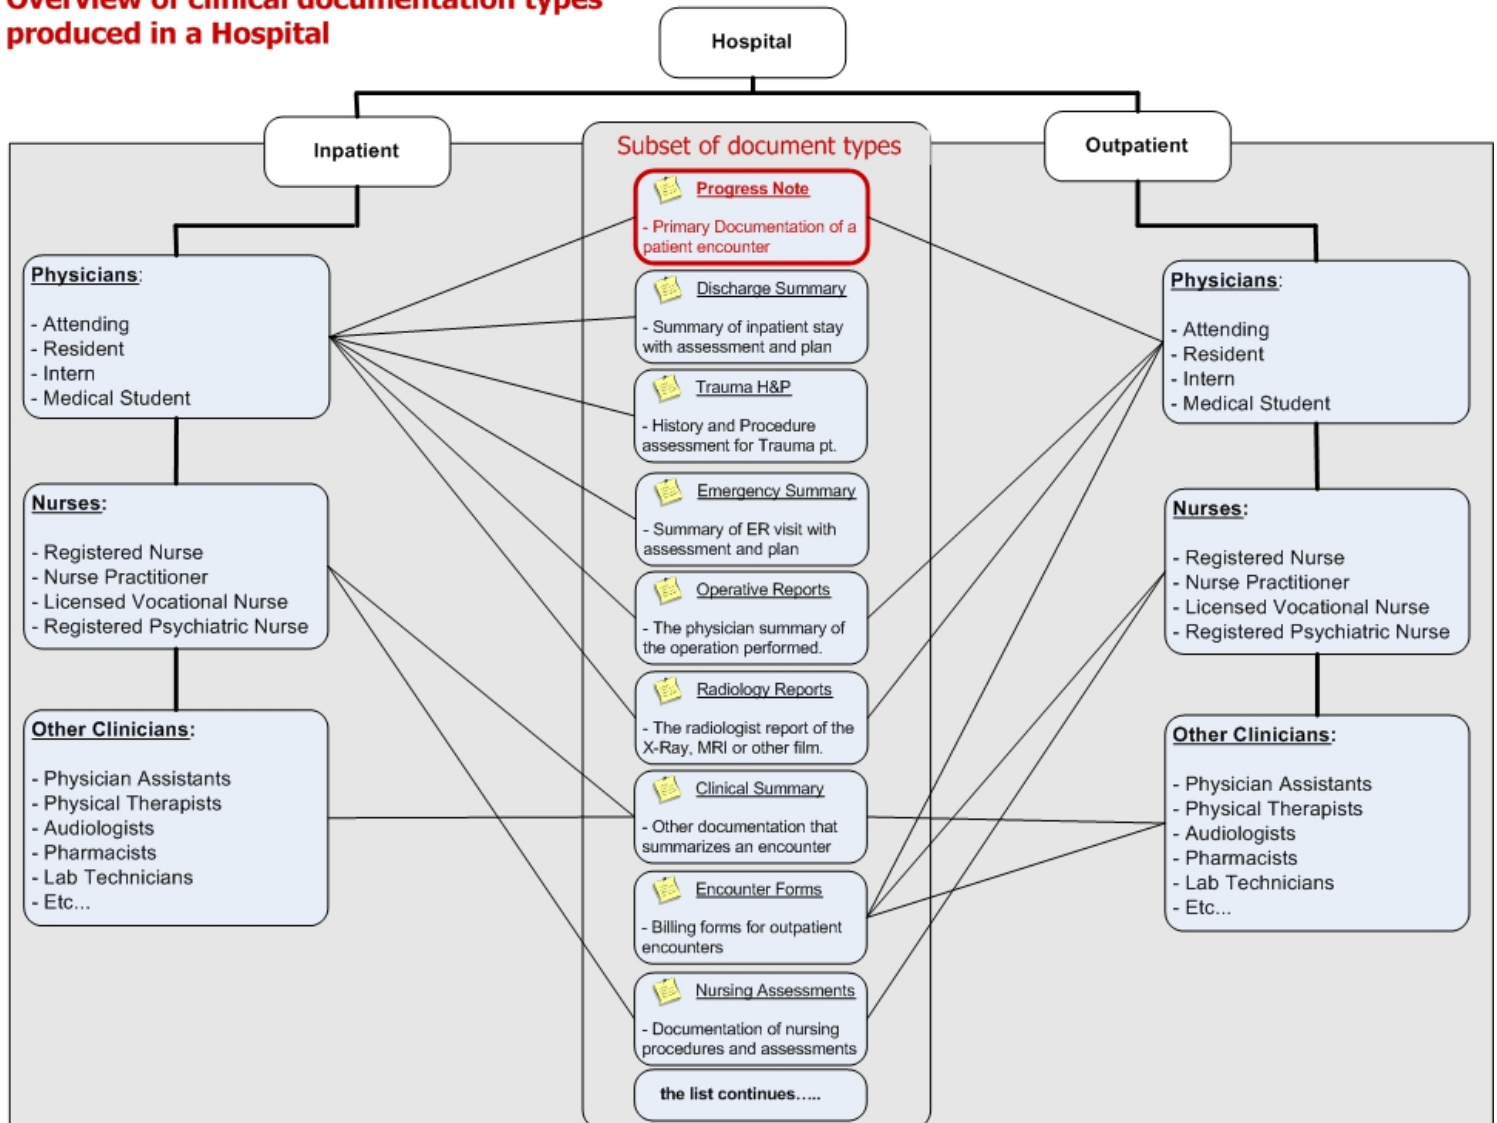 Overview of clinical documentation types
produced in a Hospital
Hospital
Inpatient
Outpatient
Subset of document types
Physicians:
- Attending
- Resident
- Intern
- Medical Student
Nurses:
- Registered Nurse
- Nurse Practitioner
- Licensed Vocational Nurse
- Registered Psychiatric Nurse
Other Clinicians:
- Physician Assistants
- Physical Therapists
- Audiologists
- Pharmacists
- Lab Technicians
- Etc...
Progress Note
- Primary Documentation of a
patient encounter
Discharge Summary
- Summary of inpatient stay
with assessment and plan
Trauma H&P
- History and Procedure
assessment for Trauma pt.
Emergency Summary
- Summary of ER visit with
assessment and plan
Operative Reports
- The physician summary of
the operation performed.
Radiology Reports
- The radiologist report of the
X-Ray, MRI or other film.
Clinical Summary
- Other documentation that
summarizes an encounter
Encounter Forms
- Billing forms for outpatient
encounters
Nursing Assessments
- Documentation of nursing
procedures and assessments
the list continues.....
Physicians:
- Attending
- Resident
- Intern
- Medical Student
Nurses:
- Registered Nurse
- Nurse Practitioner
- Licensed Vocational Nurse
- Registered Psychiatric Nurse
Other Clinicians:
- Physician Assistants
- Physical Therapists
- Audiologists
- Pharmacists
- Lab Technicians
- Etc...